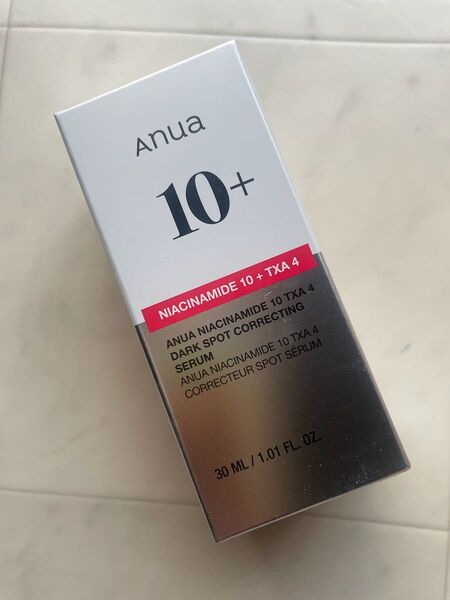 Anua
10+
NIACINAMIDE 10 + TXA 4
ANUA NIACINAMIDE 10 TXA 4
DARK SPOT CORRECTING
SERUM
ANUA NIACINAMIDE 10 TXA 4
CORRECTEUR SPOT SÉRUM
30 ML / 1.01 FL. OZ.